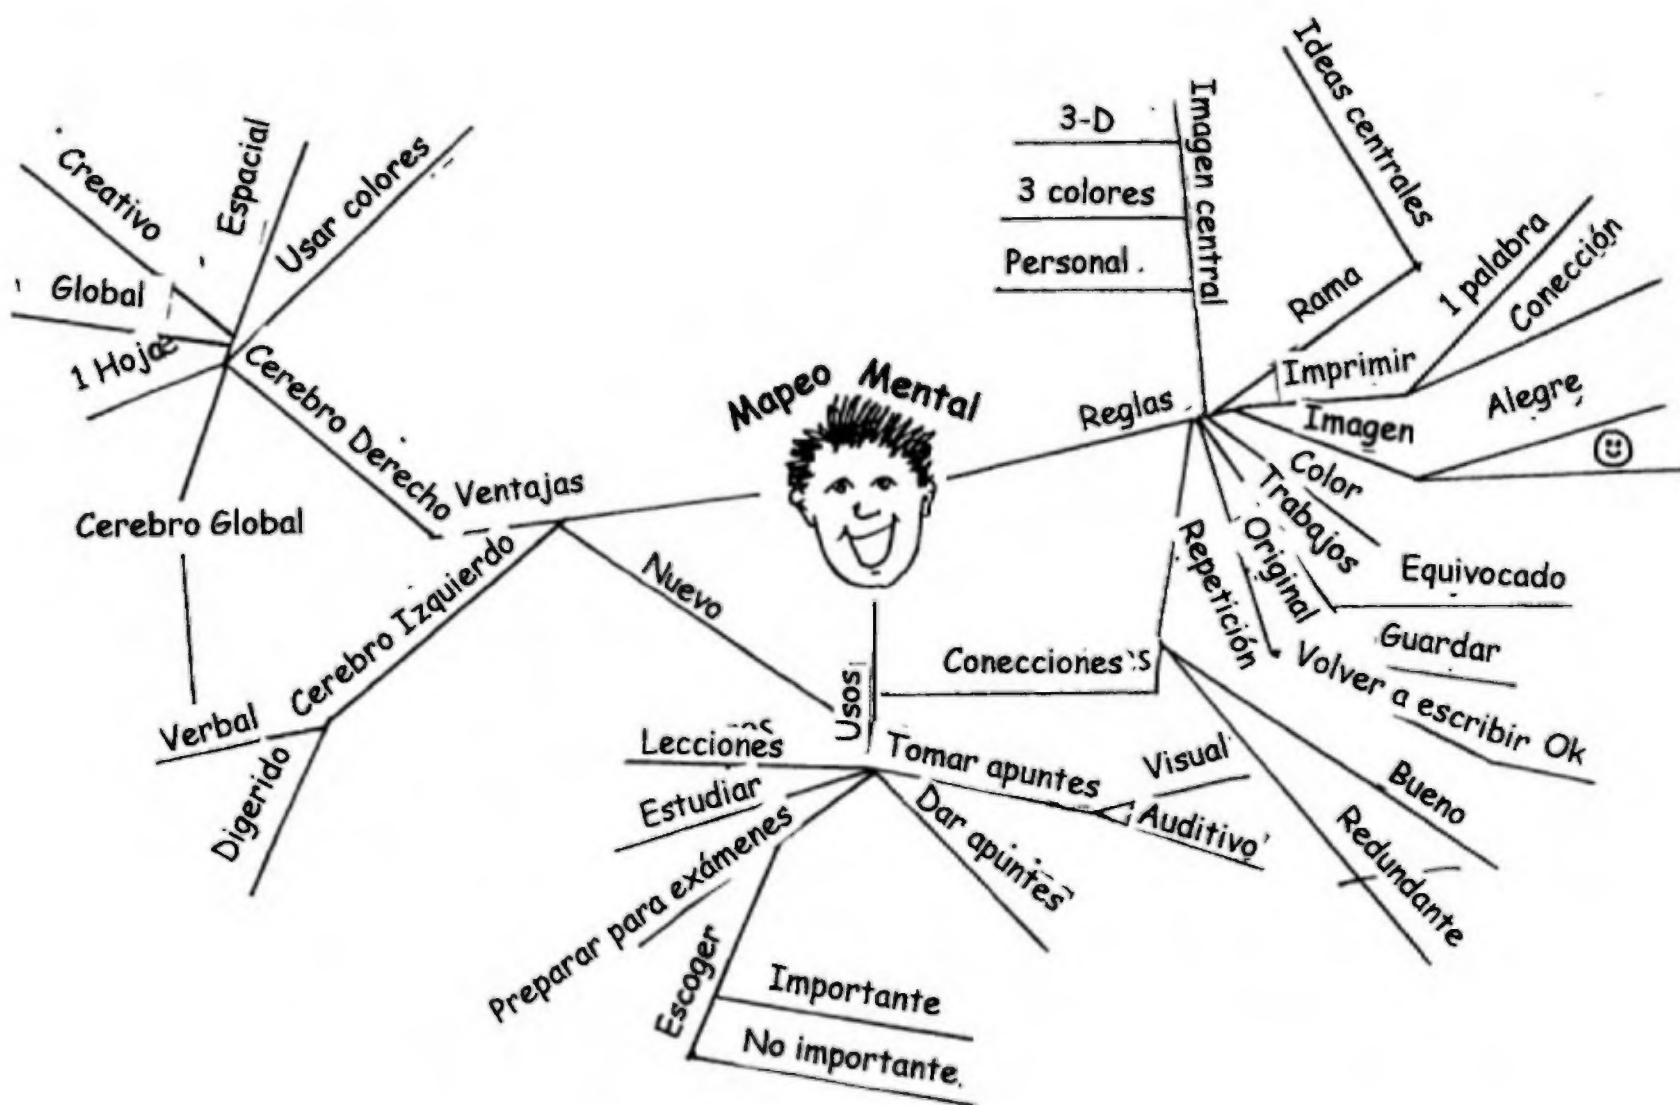 Mapeo Mental
Reglas
Imagen central
3-D
3 colores
Personal
Rama
Ideas centrales
Imprimir
1 palabra
Conección
Imagen
Alegre
Color
Trabajos
Equivocado
Original
Guardar
Volver a escribir Ok
Repetición
Bueno
Redundante
Conecciones
Usos
Tomar apuntes
Visual
Auditivo
Dar apuntes
Lecciones
Estudiar
Preparar para exámenes
Escoger
Importante
No importante.
Ventajas
Nuevo
Cerebro Derecho
Creativo
Espacial
Usar colores
Global
1 Hoja
Cerebro Global
Cerebro Izquierdo
Verbal
Digerido